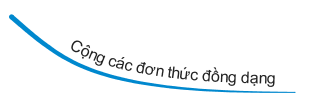 Cộng các đơn thức đồng dạng